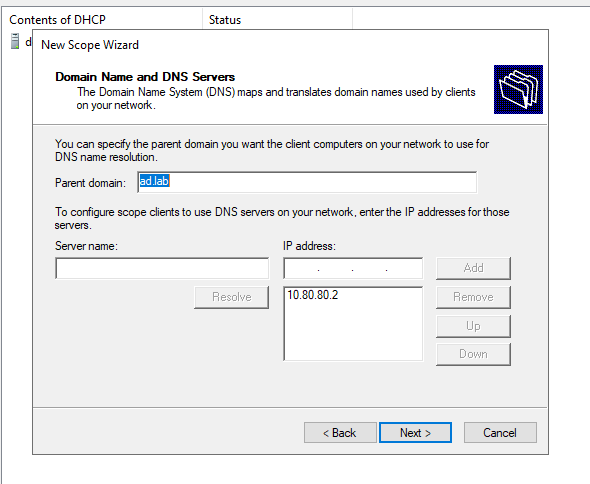 Contents of DHCP Status
d
New Scope Wizard
Domain Name and DNS Servers
The Domain Name System (DNS) maps and translates domain names used by clients
on your network.
You can specify the parent domain you want the client computers on your network to use for
DNS name resolution.
Parent domain: ad.lab
To configure scope clients to use DNS servers on your network, enter the IP addresses for those
servers.
Server name: IP address:
. . . Add
Resolve 10.80.80.2 Remove
Up
Down
< Back Next > Cancel